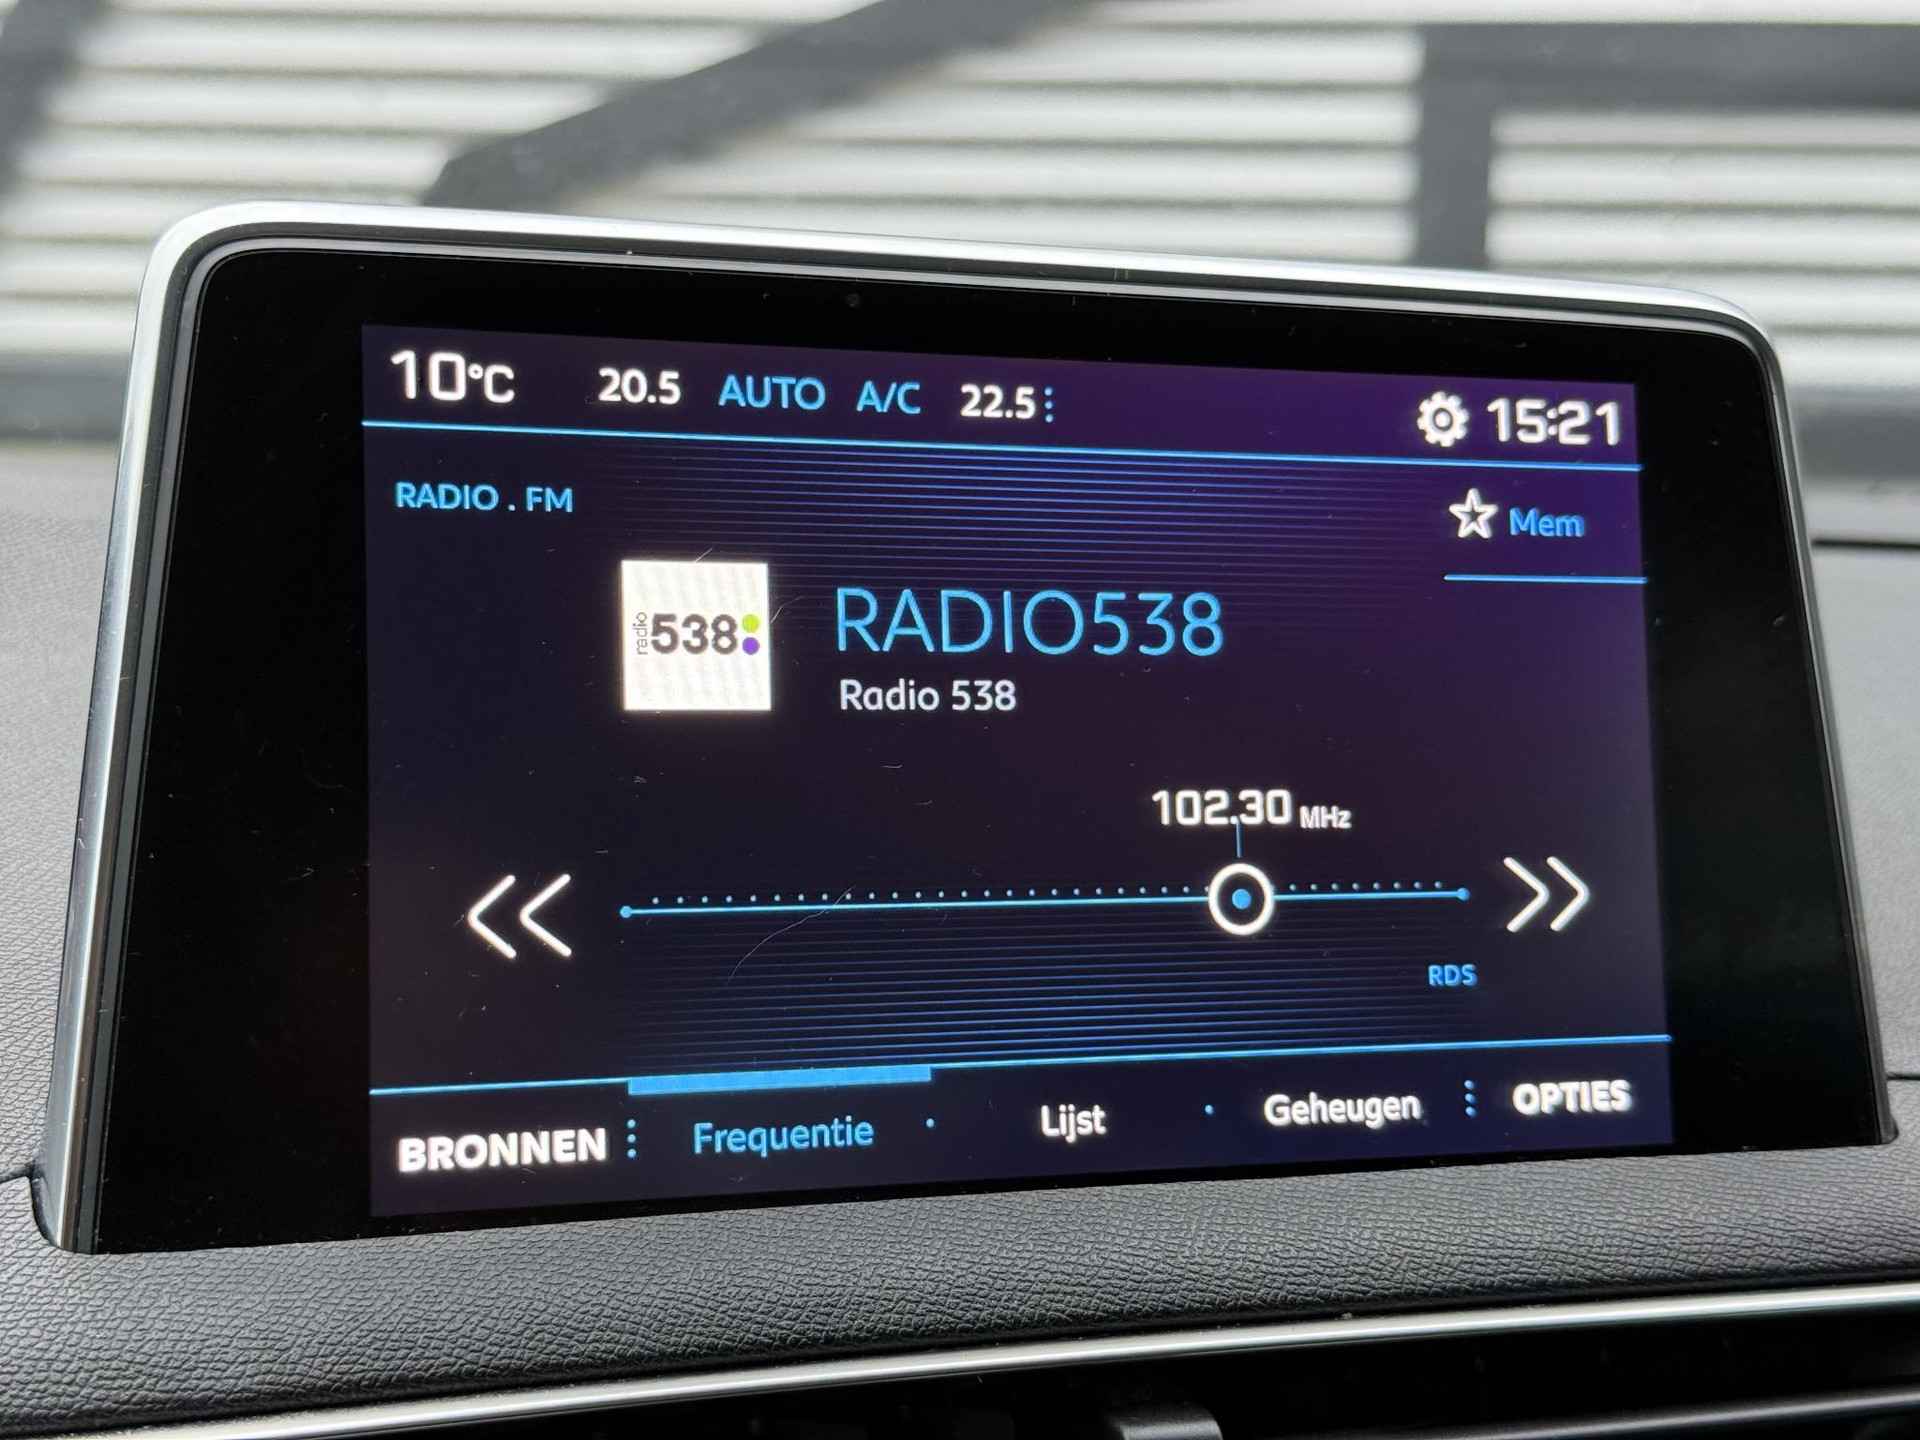 10°C 20.5 AUTO A/C 22.5 15:21
RADIO . FM
Mem
radio 538
RADIO538
Radio 538
102.30 MHz
RDS
BRONNEN Frequentie Lijst Geheugen OPTIES